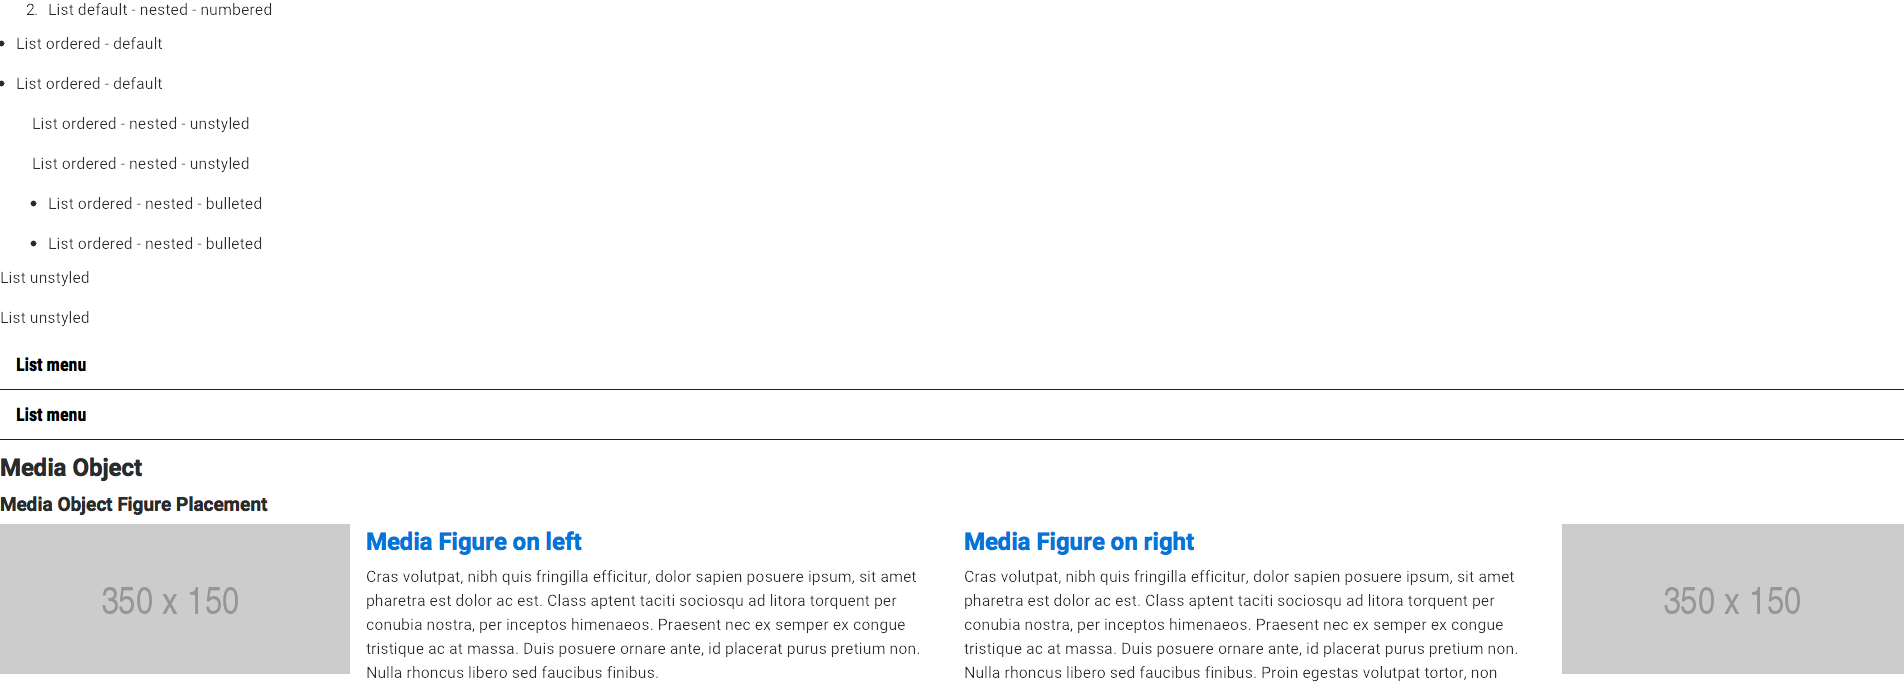 2. List default - nested - numbered
• List ordered - default
• List ordered - default
List ordered - nested - unstyled
List ordered - nested - unstyled
• List ordered - nested - bulleted
• List ordered - nested - bulleted
List unstyled
List unstyled
List menu
List menu
Media Object
Media Object Figure Placement
350 x 150
Media Figure on left
Cras volutpat, nibh quis fringilla efficitur, dolor sapien posuere ipsum, sit amet
pharetra est dolor ac est. Class aptent taciti sociosqu ad litora torquent per
conubia nostra, per inceptos himenaeos. Praesent nec ex semper ex congue
tristique ac at massa. Duis posuere ornare ante, id placerat purus pretium non.
Nulla rhoncus libero sed faucibus finibus.
Media Figure on right
Cras volutpat, nibh quis fringilla efficitur, dolor sapien posuere ipsum, sit amet
pharetra est dolor ac est. Class aptent taciti sociosqu ad litora torquent per
conubia nostra, per inceptos himenaeos. Praesent nec ex semper ex congue
tristique ac at massa. Duis posuere ornare ante, id placerat purus pretium non.
Nulla rhoncus libero sed faucibus finibus. Proin egestas volutpat tortor, non
350 x 150